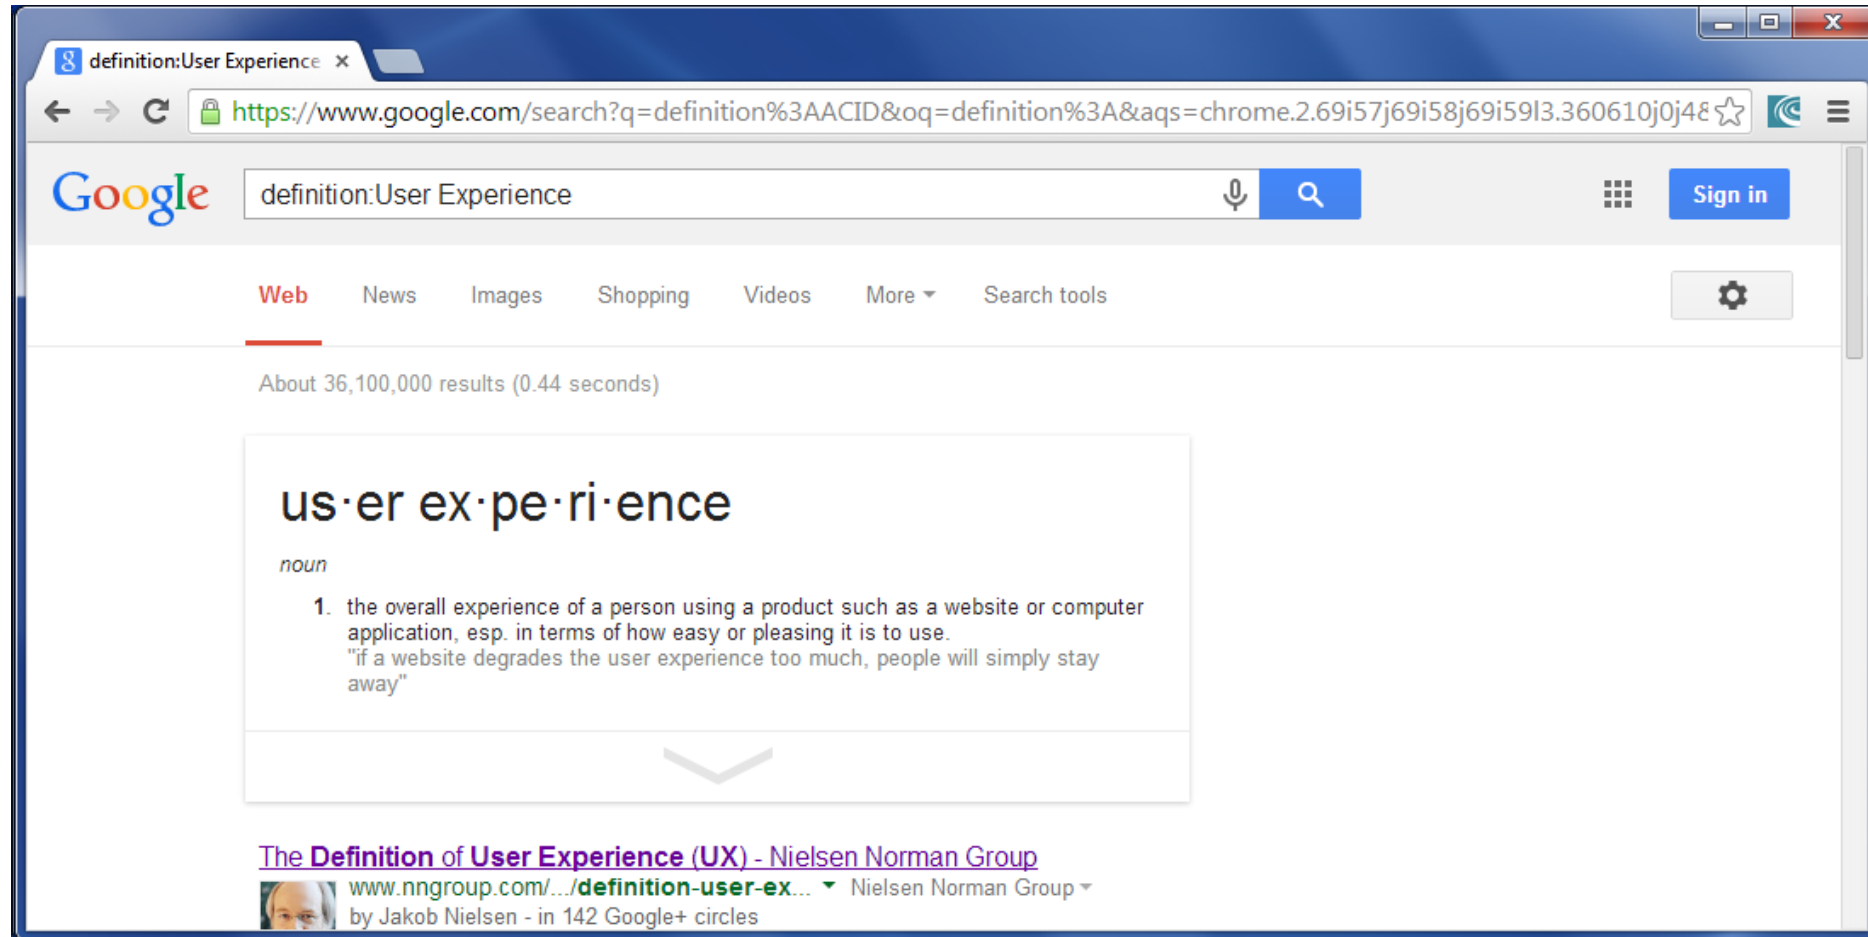 definition:User Experience
https://www.google.com/search?q=definition%3AACID&oq=definition%3A&aqs=chrome.2.69i57j69i58j69i59l3.360610j0j48
Google
definition:User Experience
Sign in
Web News Images Shopping Videos More Search tools
About 36,100,000 results (0.44 seconds)
us·er ex·pe·ri·ence
noun
1. the overall experience of a person using a product such as a website or computer
application, esp. in terms of how easy or pleasing it is to use.
"if a website degrades the user experience too much, people will simply stay
away"
The Definition of User Experience (UX) - Nielsen Norman Group
www.nngroup.com/.../definition-user-ex... Nielsen Norman Group
by Jakob Nielsen - in 142 Google+ circles